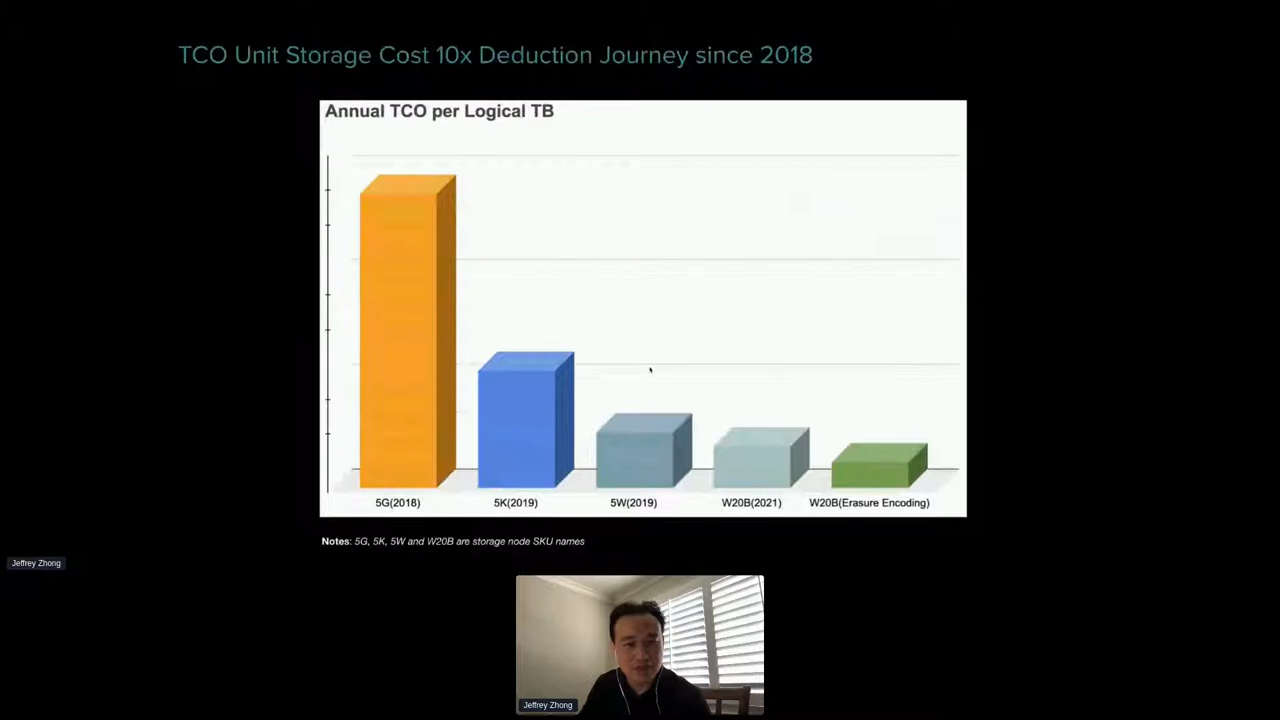 TCO Unit Storage Cost 10x Deduction Journey since 2018
Annual TCO per Logical TB
5G(2018)
5K(2019)
5W(2019)
W20B(2021)
W20B(Erasure Encoding)
Notes: 5G, 5K, 5W and W20B are storage node SKU names
Jeffrey Zhong
Jeffrey Zhong